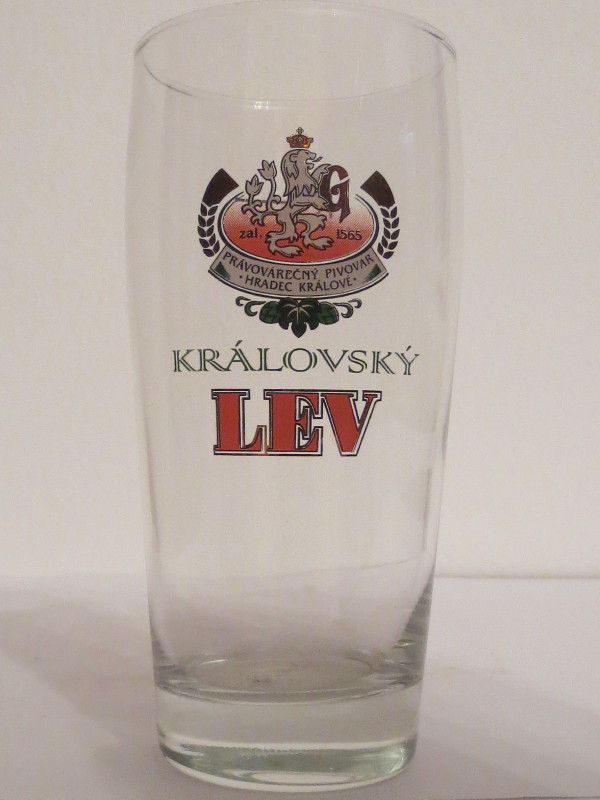 G
zal. 1565
PRÁVOVÁREČNÝ PIVOVAR
·HRADEC KRÁLOVÉ·
KRÁLOVSKÝ
LEV